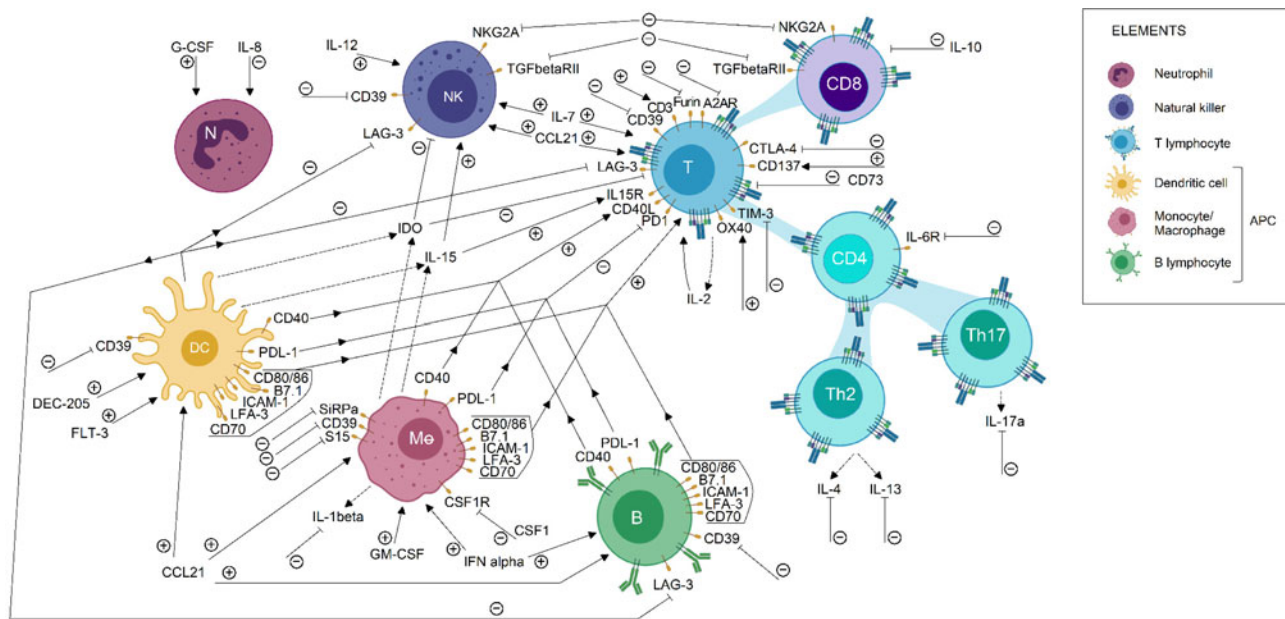 G-CSF
IL-8
N
IL-12
CD39
NK
NKG2A
TGFbetaRII
LAG-3
NKG2A
TGFbetaRII
CD8
IL-10
IL-7
CCL21
CD39
CD3
Furin
A2AR
T
CTLA-4
CD137
CD73
LAG-3
IL15R
CD40L
PD1
OX40
TIM-3
IL-2
IDO
IL-15
CD4
IL-6R
Th17
IL-17a
Th2
IL-4
IL-13
DC
CD40
CD39
PDL-1
CD80/86
B7.1
ICAM-1
LFA-3
CD70
DEC-205
FLT-3
SiRPa
CD39
S15
CD40
PDL-1
Mɵ
CD80/86
B7.1
ICAM-1
LFA-3
CD70
CSF1R
CSF1
IL-1beta
GM-CSF
IFN alpha
CCL21
PDL-1
CD40
B
CD80/86
B7.1
ICAM-1
LFA-3
CD70
CD39
LAG-3
ELEMENTS
Neutrophil
Natural killer
T lymphocyte
Dendritic cell
Monocyte/
Macrophage
B lymphocyte
APC